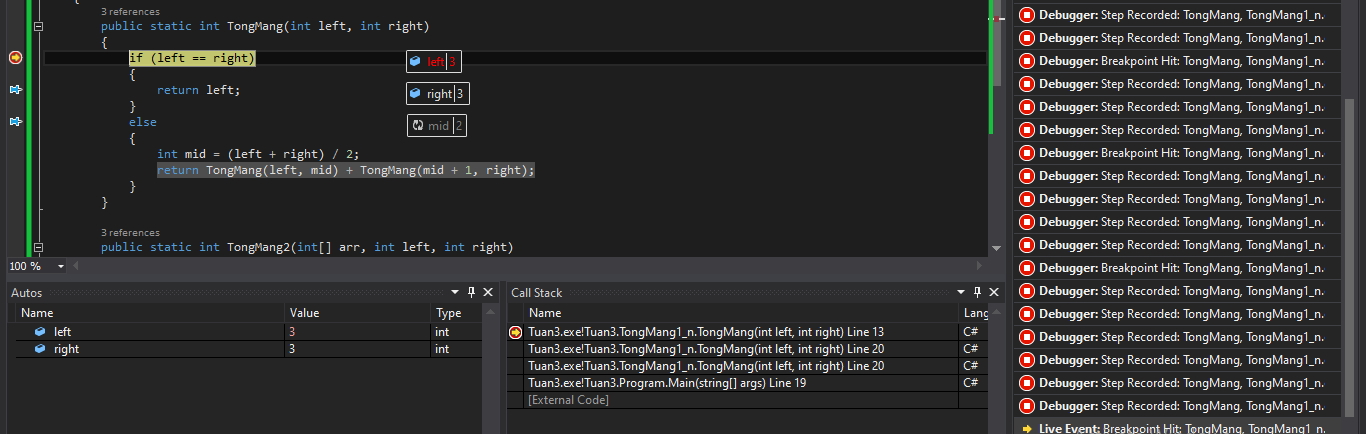 {
3 references
public static int TongMang(int left, int right)
{
if (left == right)
left 3
{
return left;
right 3
}
else
mid 2
{
int mid = (left + right) / 2;
return TongMang(left, mid) + TongMang(mid + 1, right);
}
}
3 references
public static int TongMang2(int[] arr, int left, int right)
100 %
Autos
Name Value Type
left 3 int
right 3 int
Call Stack
Name Lang
Tuan3.exe!Tuan3.TongMang1_n.TongMang(int left, int right) Line 13 C#
Tuan3.exe!Tuan3.TongMang1_n.TongMang(int left, int right) Line 20 C#
Tuan3.exe!Tuan3.TongMang1_n.TongMang(int left, int right) Line 20 C#
Tuan3.exe!Tuan3.Program.Main(string[] args) Line 19 C#
[External Code]
Debugger: Step Recorded: TongMang, TongMang1_n.
Debugger: Step Recorded: TongMang, TongMang1_n.
Debugger: Breakpoint Hit: TongMang, TongMang1_n.
Debugger: Step Recorded: TongMang, TongMang1_n.
Debugger: Step Recorded: TongMang, TongMang1_n.
Debugger: Step Recorded: TongMang, TongMang1_n.
Debugger: Breakpoint Hit: TongMang, TongMang1_n.
Debugger: Step Recorded: TongMang, TongMang1_n.
Debugger: Step Recorded: TongMang, TongMang1_n.
Debugger: Step Recorded: TongMang, TongMang1_n.
Debugger: Step Recorded: TongMang, TongMang1_n.
Debugger: Breakpoint Hit: TongMang, TongMang1_n.
Debugger: Step Recorded: TongMang, TongMang1_n.
Debugger: Step Recorded: TongMang, TongMang1_n.
Debugger: Step Recorded: TongMang, TongMang1_n.
Debugger: Step Recorded: TongMang, TongMang1_n.
Debugger: Step Recorded: TongMang, TongMang1_n.
Debugger: Step Recorded: TongMang, TongMang1_n.
Live Event: Breakpoint Hit: TongMang, TongMang1_n.